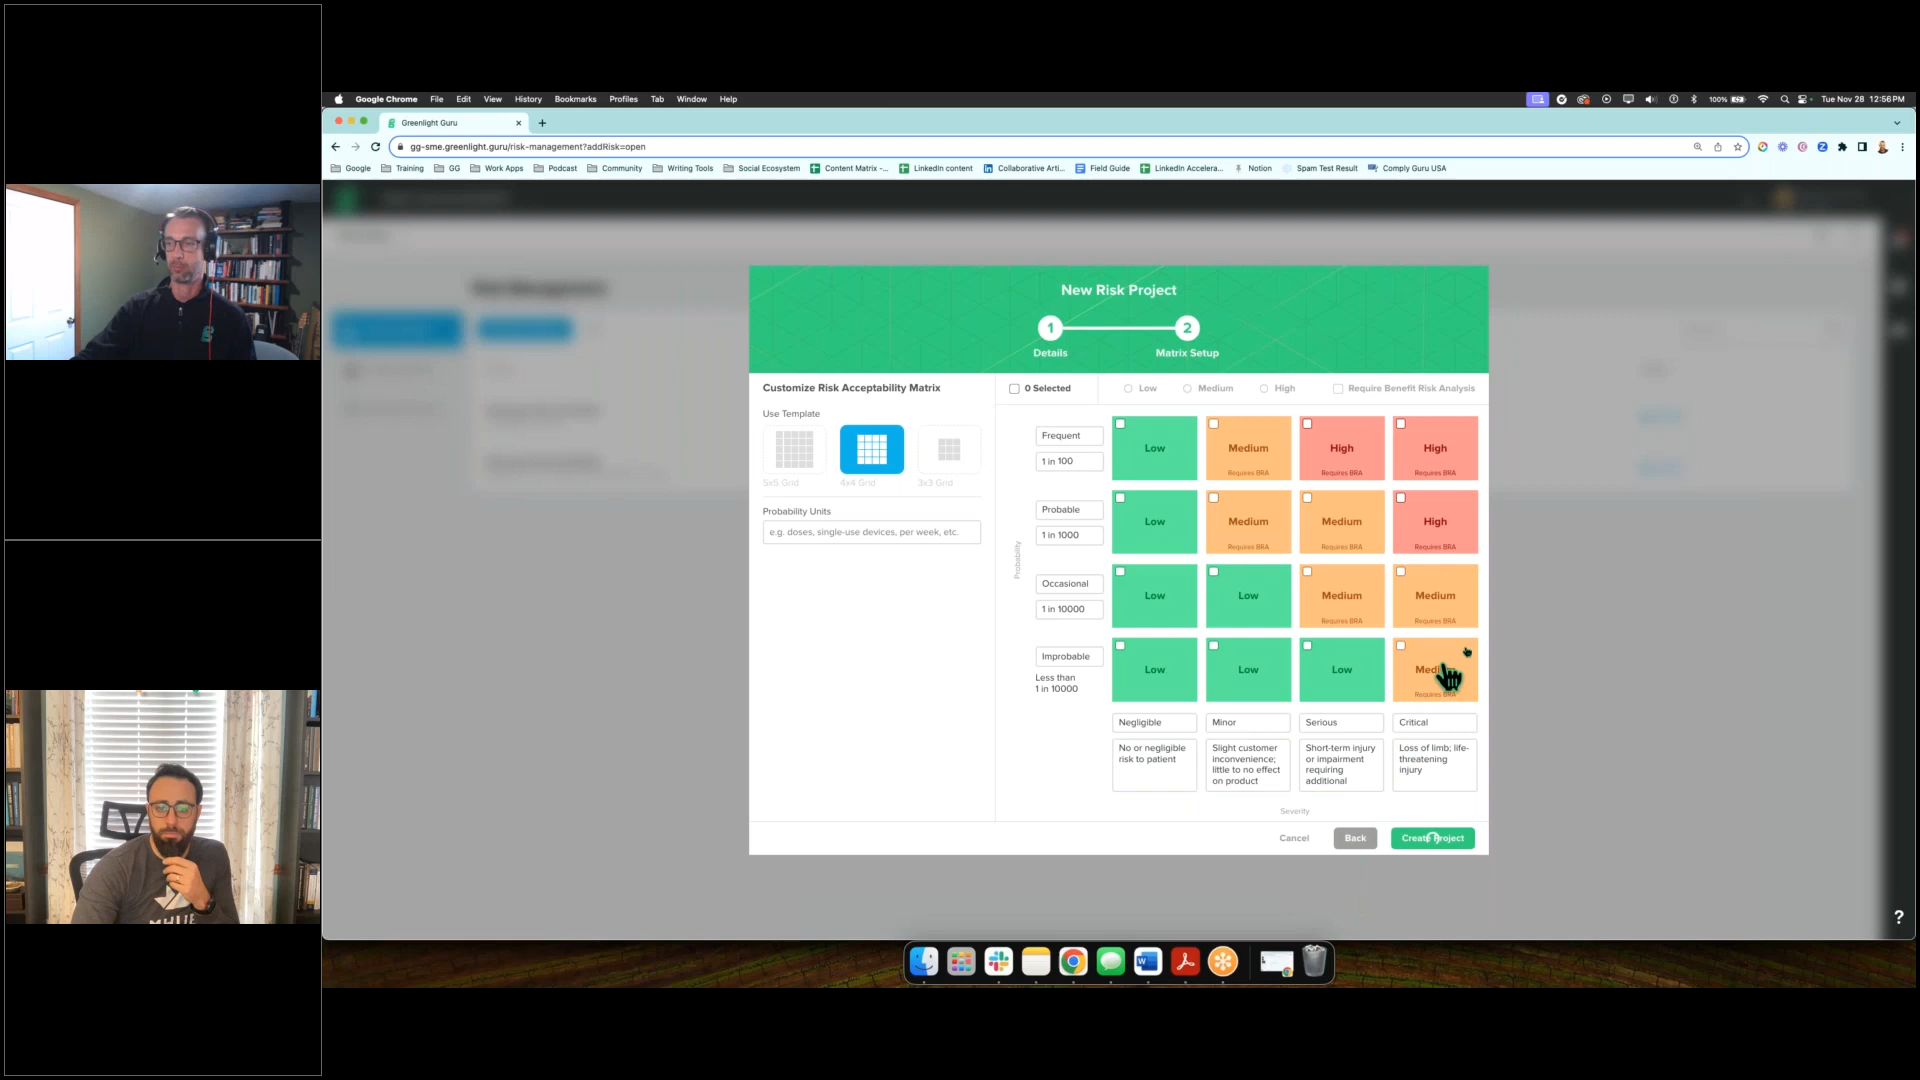 Google Chrome File Edit View History Bookmarks Profiles Tab Window Help
100% Tue Nov 28 12:56 PM
Greenlight Guru
gg-sme.greenlight.guru/risk-management?addRisk=open
Google Training GG Work Apps Podcast Community Writing Tools Social Ecosystem Content Matrix -... LinkedIn content Collaborative Arti... Field Guide LinkedIn Accelera... Notion Spam Test Result Comply Guru USA
New Risk Project
1 2
Details Matrix Setup
Customize Risk Acceptability Matrix
Use Template
5x5 Grid 4x4 Grid 3x3 Grid
Probability Units
e.g. doses, single-use devices, per week, etc.
0 Selected Low Medium High Require Benefit Risk Analysis
Probability
Frequent
1 in 100
Low Medium High High
Requires BRA Requires BRA Requires BRA
Probable
1 in 1000
Low Medium Medium High
Requires BRA Requires BRA Requires BRA
Occasional
1 in 10000
Low Low Medium Medium
Requires BRA Requires BRA
Improbable
Less than
1 in 10000
Low Low Low Medium
Requires BRA
Negligible Minor Serious Critical
No or negligible
risk to patient
Slight customer
inconvenience;
little to no effect
on product
Short-term injury
or impairment
requiring
additional
Loss of limb; life-
threatening
injury
Severity
Cancel Back Create Project
?